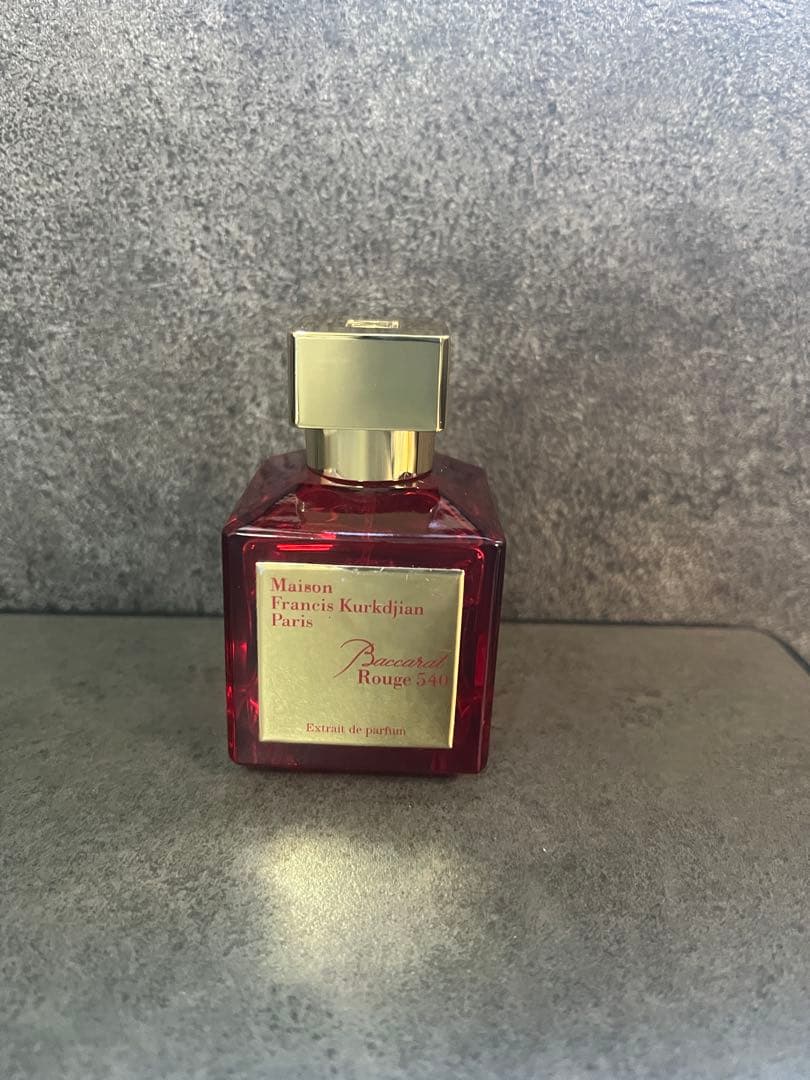 Maison
Francis Kurkdjian
Paris
Baccarat
Rouge 540
Extrait de parfum